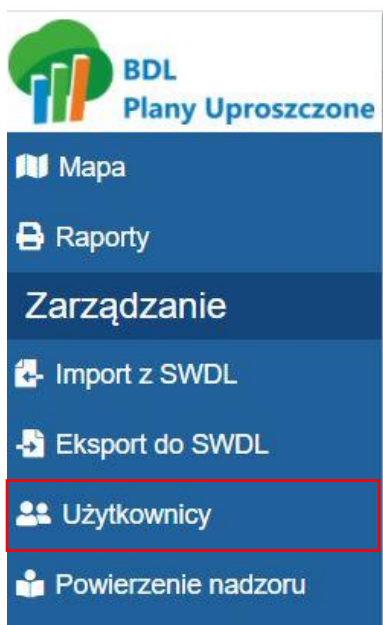 BDL
Plany Uproszczone
Mapa
Raporty
Zarządzanie
Import z SWDL
Eksport do SWDL
Użytkownicy
Powierzenie nadzoru